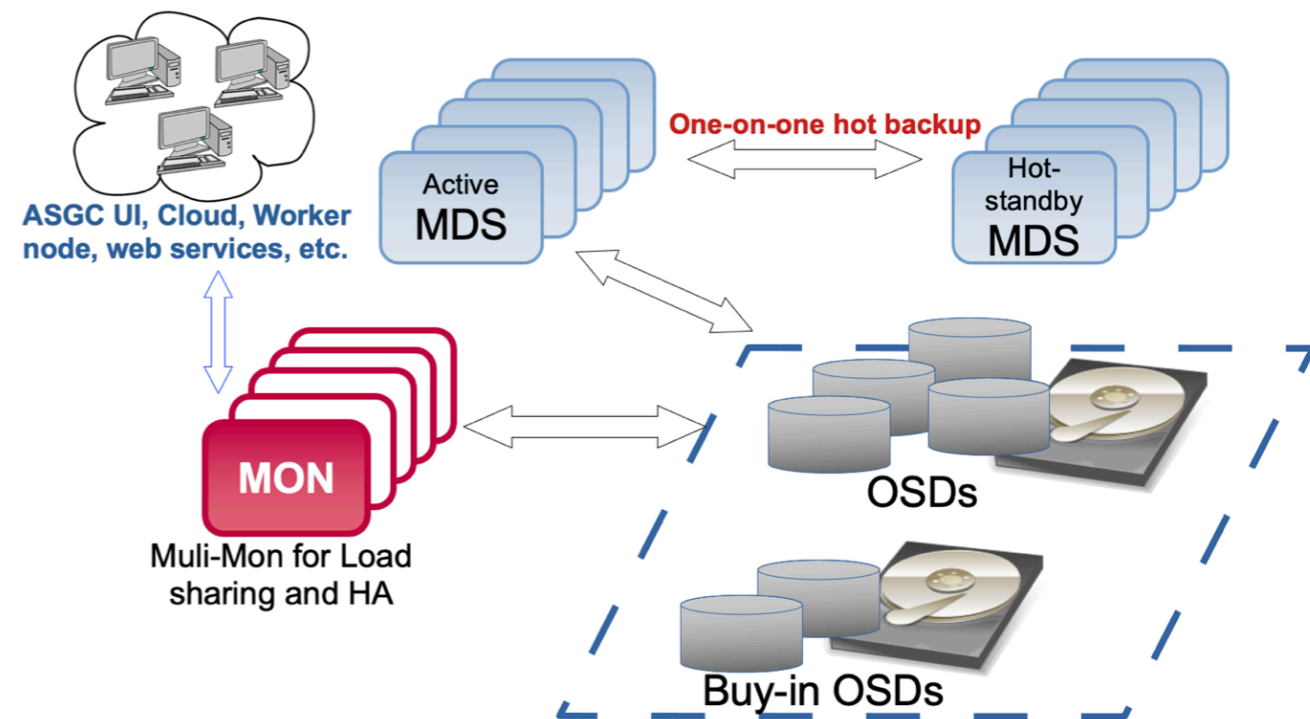 ASGC UI, Cloud, Worker
node, web services, etc.
Active
MDS
One-on-one hot backup
Hot-
standby
MDS
MON
Muli-Mon for Load
sharing and HA
OSDs
Buy-in OSDs